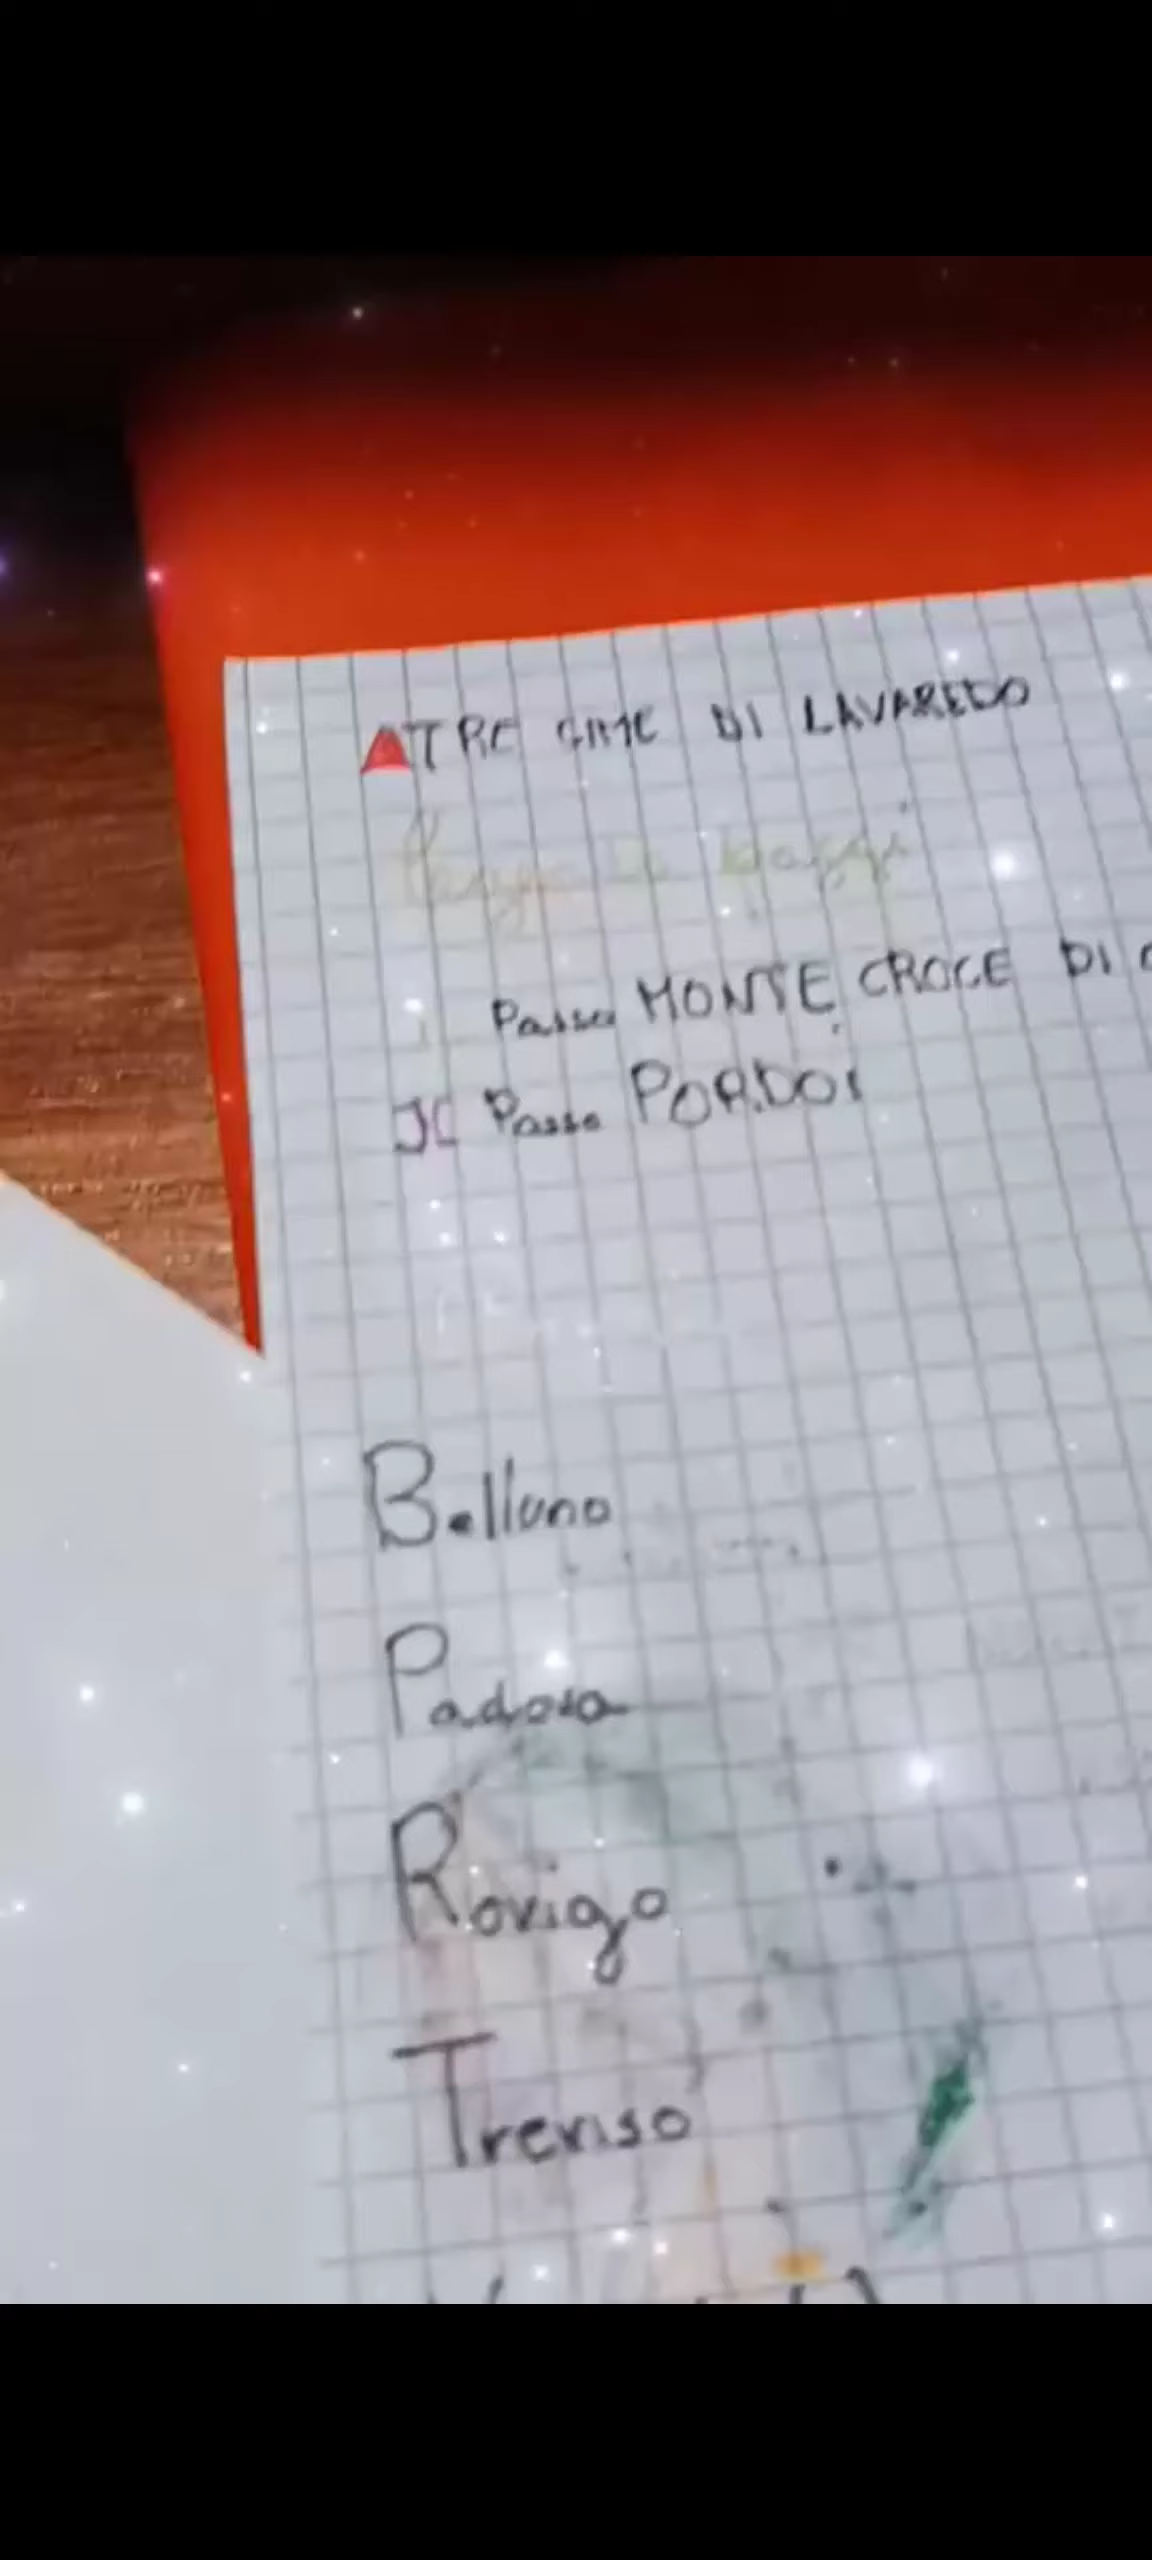 TRE CIME DI LAVAREDO
Passo MONTE CROCE DI
Passo PORDOI
Belluno
Padova
Rovigo
Treviso